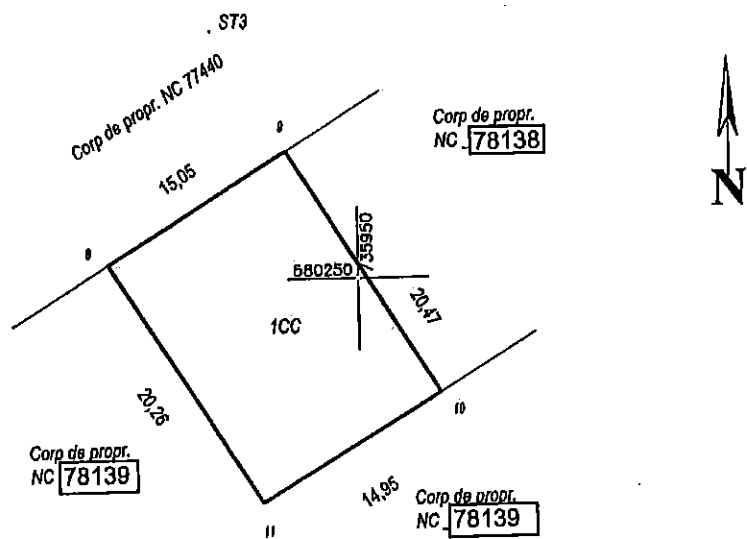 ST3
Corp de propr. NC 77440
9
Corp de propr.
NC 78138
15,05
N
8
735950
680250
20,47
1CC
20,26
10
Corp de propr.
NC 78139
14,95
Corp de propr.
NC 78139
11